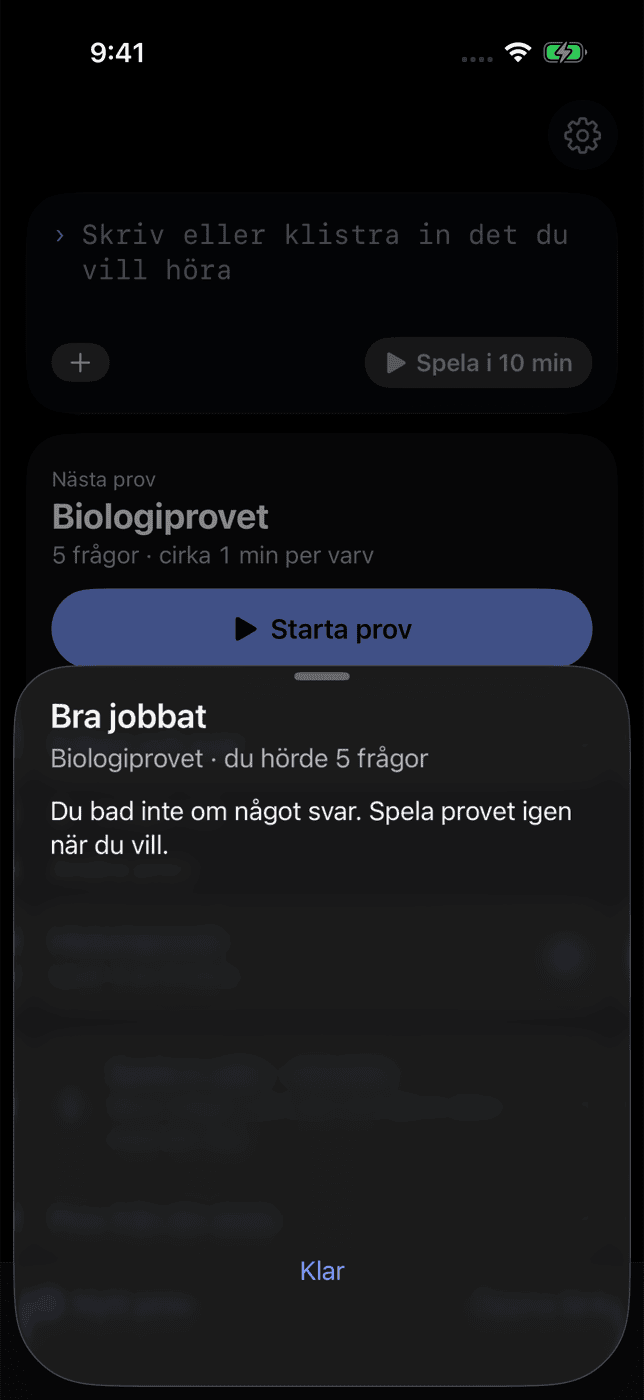 9:41
› Skriv eller klistra in det du
vill höra
Spela i 10 min
Nästa prov
Biologiprovet
5 frågor · cirka 1 min per varv
Starta prov
Bra jobbat
Biologiprovet · du hörde 5 frågor
Du bad inte om något svar. Spela provet igen
när du vill.
Klar